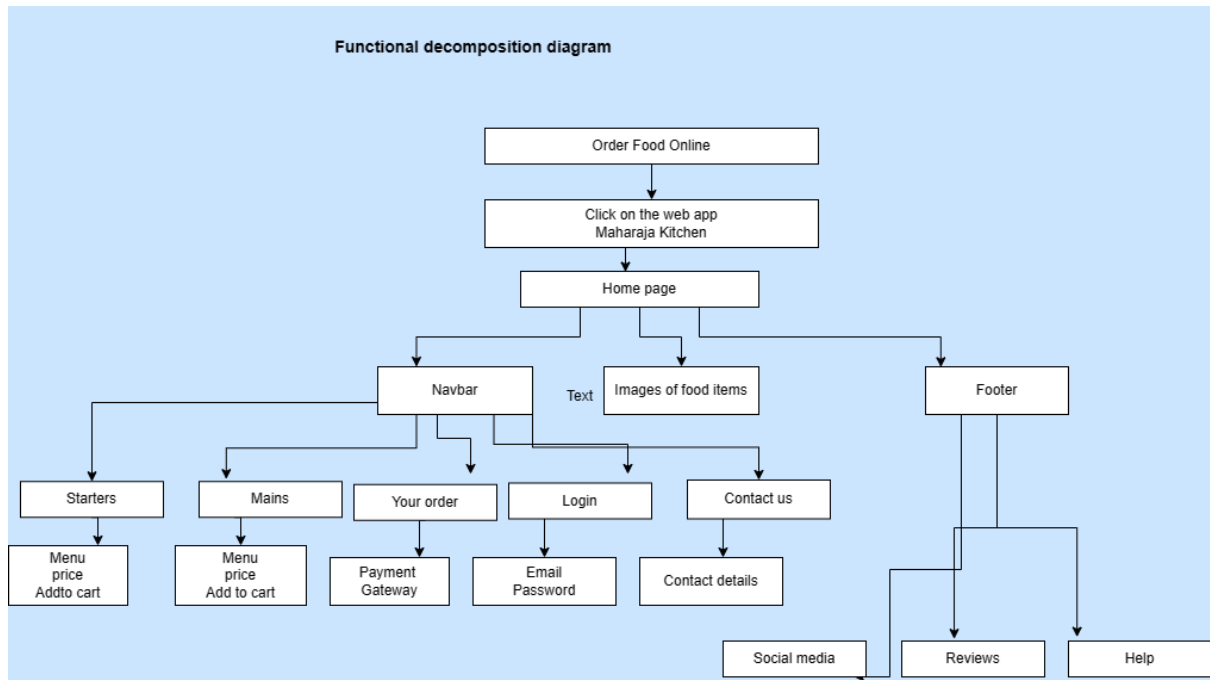 Functional decomposition diagram
Order Food Online
Click on the web app
Maharaja Kitchen
Home page
Navbar
Text
Images of food items
Footer
Starters
Mains
Your order
Login
Contact us
Menu
price
Addto cart
Menu
price
Add to cart
Payment
Gateway
Email
Password
Contact details
Social media
Reviews
Help